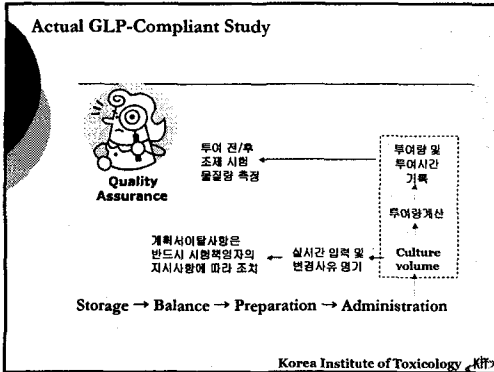 Actual GLP-Compliant Study
Quality
Assurance
투여 전/후
조제 시험
물질량 측정
투여량 및
투여시간
기록
투여량계산
계획서이탈사항은
반드시 시험책임자의
지시사항에 따라 조치
실시간 입력 및
변경사유 명기
Culture
volume
Storage → Balance → Preparation → Administration
Korea Institute of Toxicology KIT